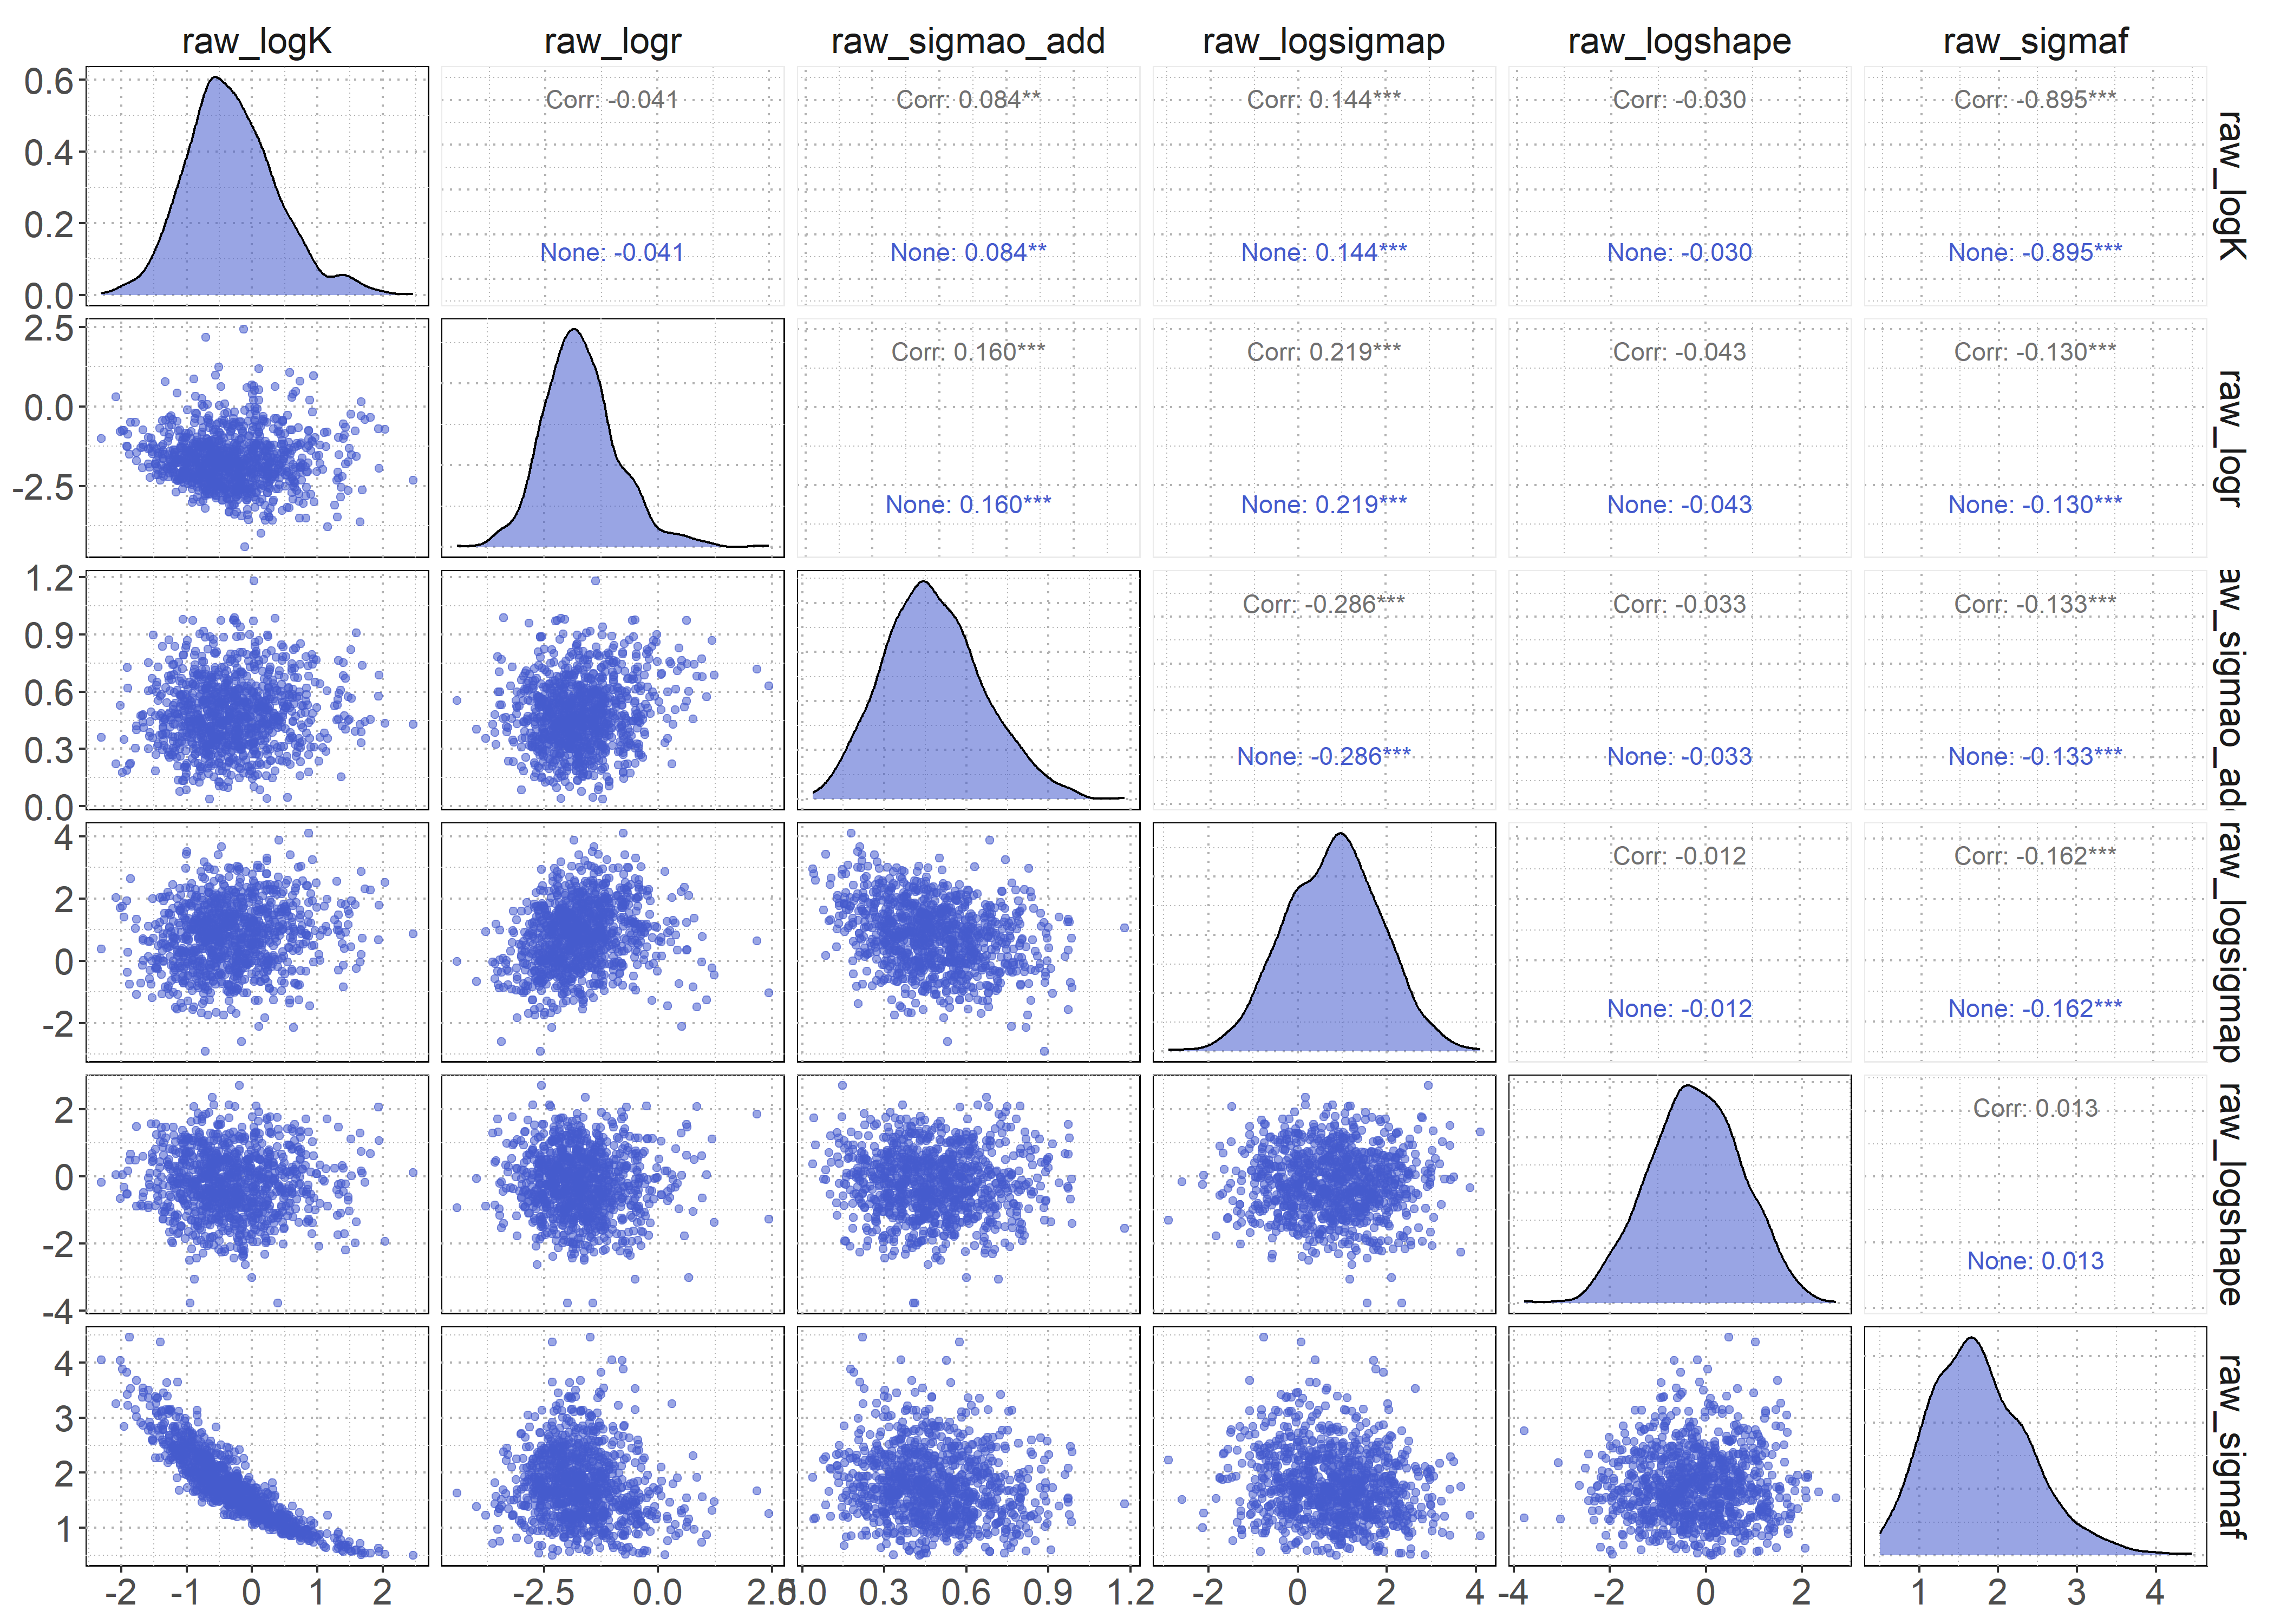 raw_logK raw_logr raw_sigmao_add raw_logsigmap raw_logshape raw_sigmaf
0.6
0.4
0.2
0.0
Corr: -0.041
None: -0.041
Corr: 0.084**
None: 0.084**
Corr: 0.144***
None: 0.144***
Corr: -0.030
None: -0.030
Corr: -0.895***
None: -0.895***
raw_logK
2.5
0.0
-2.5
Corr: 0.160***
None: 0.160***
Corr: 0.219***
None: 0.219***
Corr: -0.043
None: -0.043
Corr: -0.130***
None: -0.130***
raw_logr
1.2
0.9
0.6
0.3
0.0
Corr: -0.286***
None: -0.286***
Corr: -0.033
None: -0.033
Corr: -0.133***
None: -0.133***
aw_sigmao_ad
4
2
0
-2
Corr: -0.012
None: -0.012
Corr: -0.162***
None: -0.162***
raw_logsigmap
2
0
-2
-4
Corr: 0.013
None: 0.013
raw_logshape
4
3
2
1
raw_sigmaf
-2 -1 0 1 2
-2.5 0.0 2.5
0.0 0.3 0.6 0.9 1.2
-2 0 2 4
-4 -2 0 2
1 2 3 4